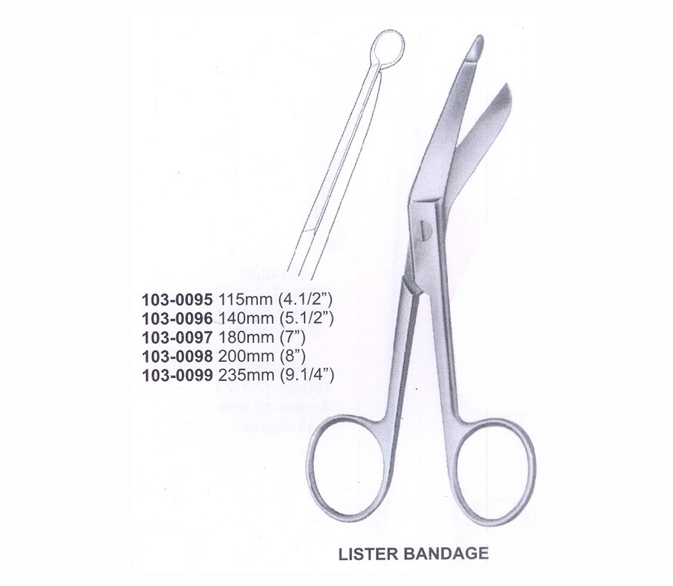 103-0095 115mm (4.1/2”)
103-0096 140mm (5.1/2”)
103-0097 180mm (7”)
103-0098 200mm (8”)
103-0099 235mm (9.1/4”)
LISTER BANDAGE